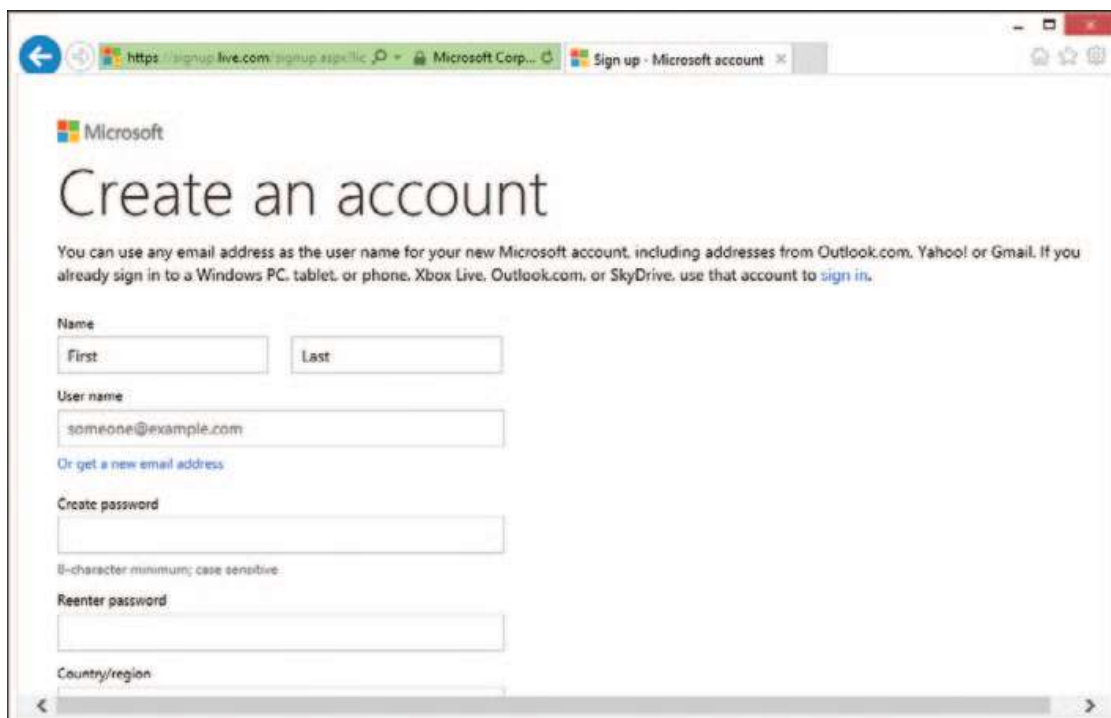 https://signup.live.com/signup.aspx?lic Microsoft Corp... Sign up - Microsoft account
Microsoft
Create an account
You can use any email address as the user name for your new Microsoft account, including addresses from Outlook.com, Yahoo! or Gmail. If you
already sign in to a Windows PC, tablet, or phone, Xbox Live, Outlook.com, or SkyDrive, use that account to sign in.
Name
First Last
User name
someone@example.com
Or get a new email address
Create password
8-character minimum; case sensitive
Reenter password
Country/region